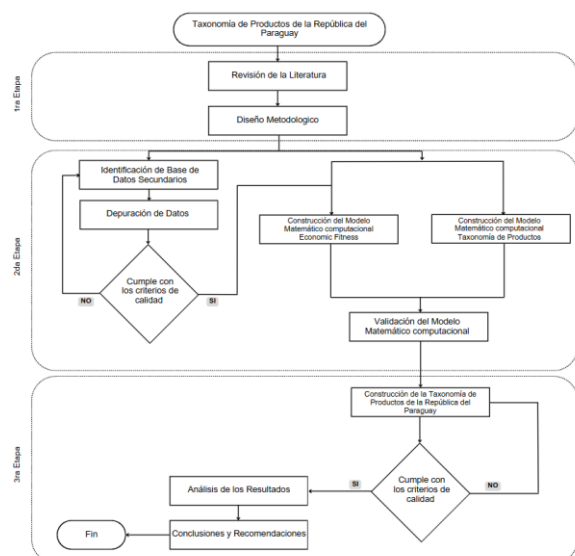 Taxonomía de Productos de la República del
Paraguay
1ra Etapa
Revisión de la Literatura
Diseño Metodologico
2da Etapa
Identificación de Base de
Datos Secundarios
Depuración de Datos
Cumple con
los criterios de
calidad
NO
SI
Construcción del Modelo
Matemático computacional
Economic Fitness
Construcción del Modelo
Matemático computacional
Taxonomía de Productos
Validación del Modelo
Matemático computacional
3ra Etapa
Construcción de la Taxonomía de
Productos de la República del
Paraguay
Cumple con
los criterios de
calidad
SI
NO
Análisis de los Resultados
Conclusiones y Recomendaciones
Fin